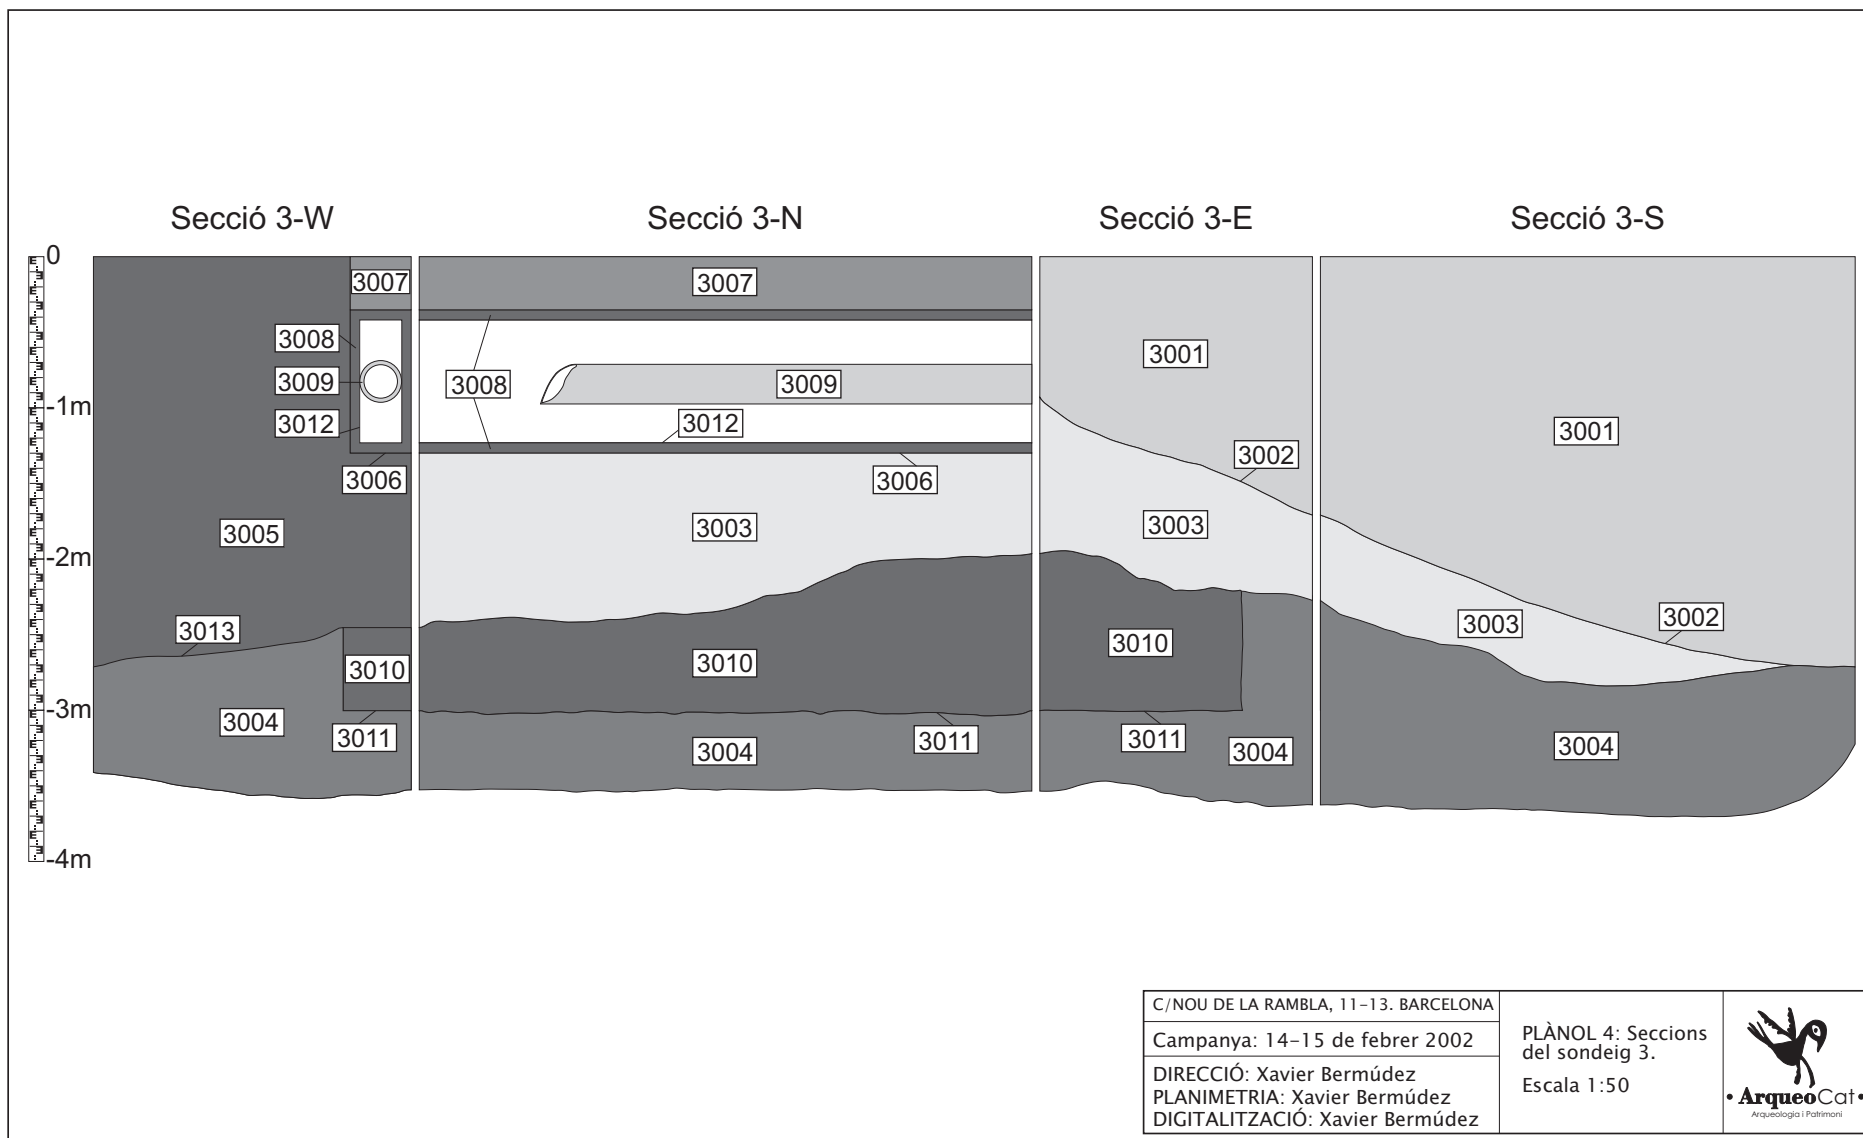 Secció 3-W
Secció 3-N
Secció 3-E
Secció 3-S
0
-1m
-2m
-3m
-4m
3007
3008
3009
3012
3006
3005
3013
3010
3004
3011
3007
3008
3009
3012
3006
3003
3010
3011
3004
3001
3002
3003
3010
3011
3004
3001
3002
3003
3004
C/NOU DE LA RAMBLA, 11-13. BARCELONA
Campanya: 14-15 de febrer 2002
DIRECCIÓ: Xavier Bermúdez
PLANIMETRIA: Xavier Bermúdez
DIGITALITZACIÓ: Xavier Bermúdez
PLÀNOL 4: Seccions
del sondeig 3.
Escala 1:50
• ArqueoCat •
Arqueologia i Patrimoni